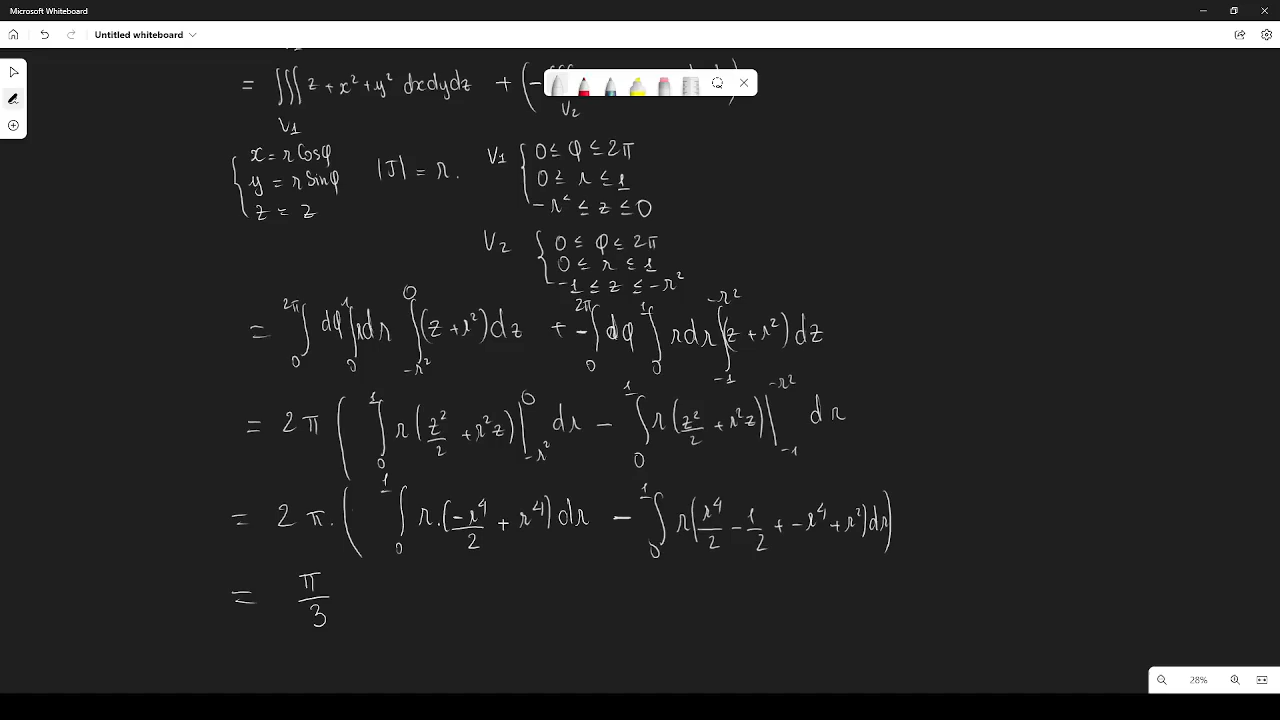 Microsoft Whiteboard
Untitled whiteboard
= ∭ z + x² + y² dxdydz + (-
V1
V2
x = r Cosφ
y = r Sinφ
z = z
|J| = r.
V1 { 0 ≤ φ ≤ 2π
0 ≤ r ≤ 1
-r² ≤ z ≤ 0
V2 { 0 ≤ φ ≤ 2π
0 ≤ r ≤ 1
-1 ≤ z ≤ -r²
= ∫₀^2π dφ ∫₀^1 rdr ∫_-r²^0 (z + r²)dz + - ∫₀^2π dφ ∫₀^1 rdr ∫_-1^-r² (z + r²)dz
= 2π ( ∫₀^1 r(z²/2 + r²z)|_-r²^0 dr - ∫₀^1 r(z²/2 + r²z)|_-1^-r² dr
= 2π.( ∫₀^1 r.(-r⁴/2 + r⁴)dr - ∫₀^1 r(r⁴/2 - 1/2 + -r⁴ + r²)dr)
= π/3
28%